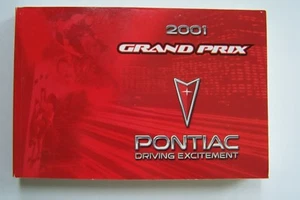 2001
GRAND PRIX
PONTIAC
DRIVING EXCITEMENT